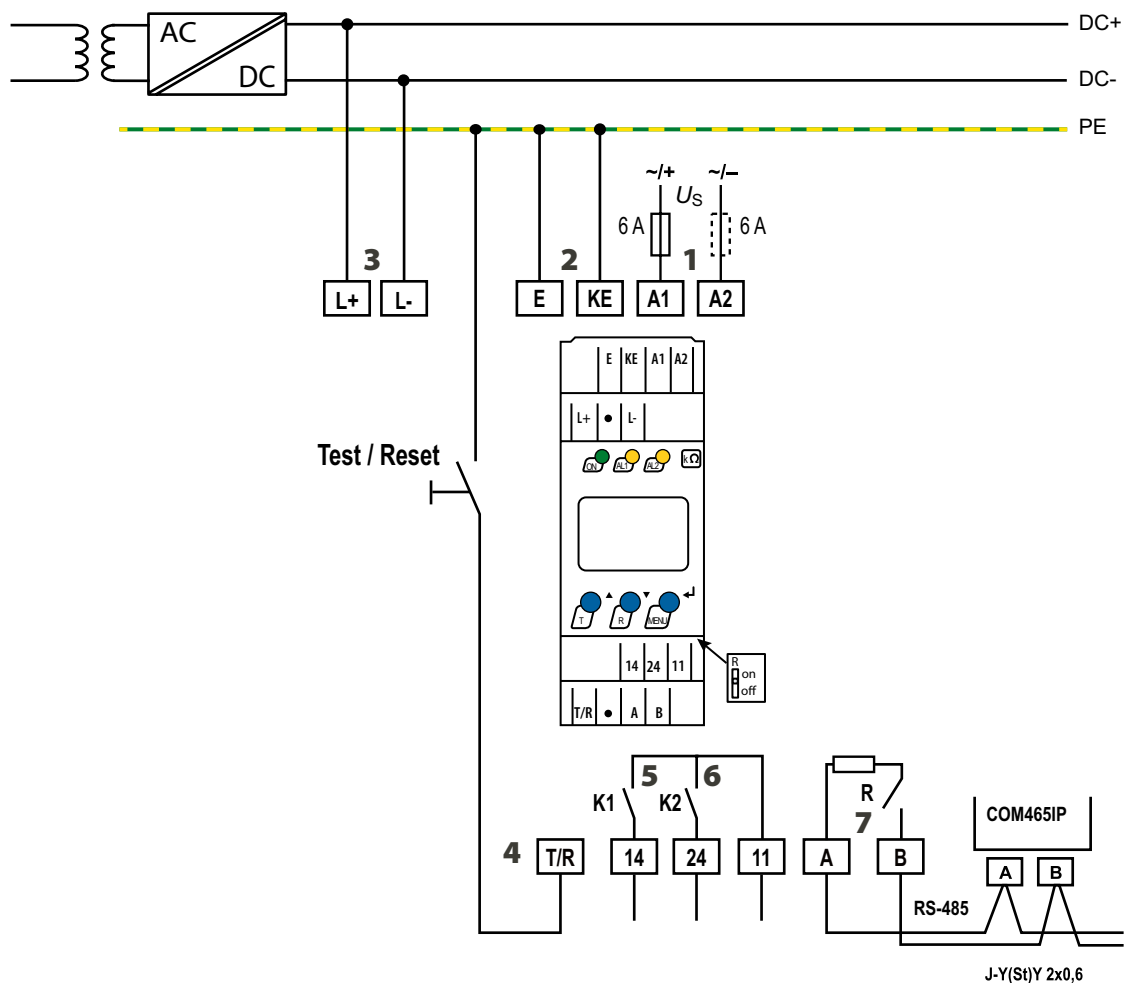 AC
DC
DC+
DC-
PE
~/+
~/–
US
6 A
6 A
3
2
1
L+
L-
E
KE
A1
A2
E KE A1 A2
L+ • L-
ON
AL1
AL2
kΩ
Test / Reset
T
R
MENU
14 24 11
R
on
off
T/R • A B
5
6
K1
K2
R
7
COM465IP
4
T/R
14
24
11
A
B
A
B
RS-485
J-Y(St)Y 2x0,6